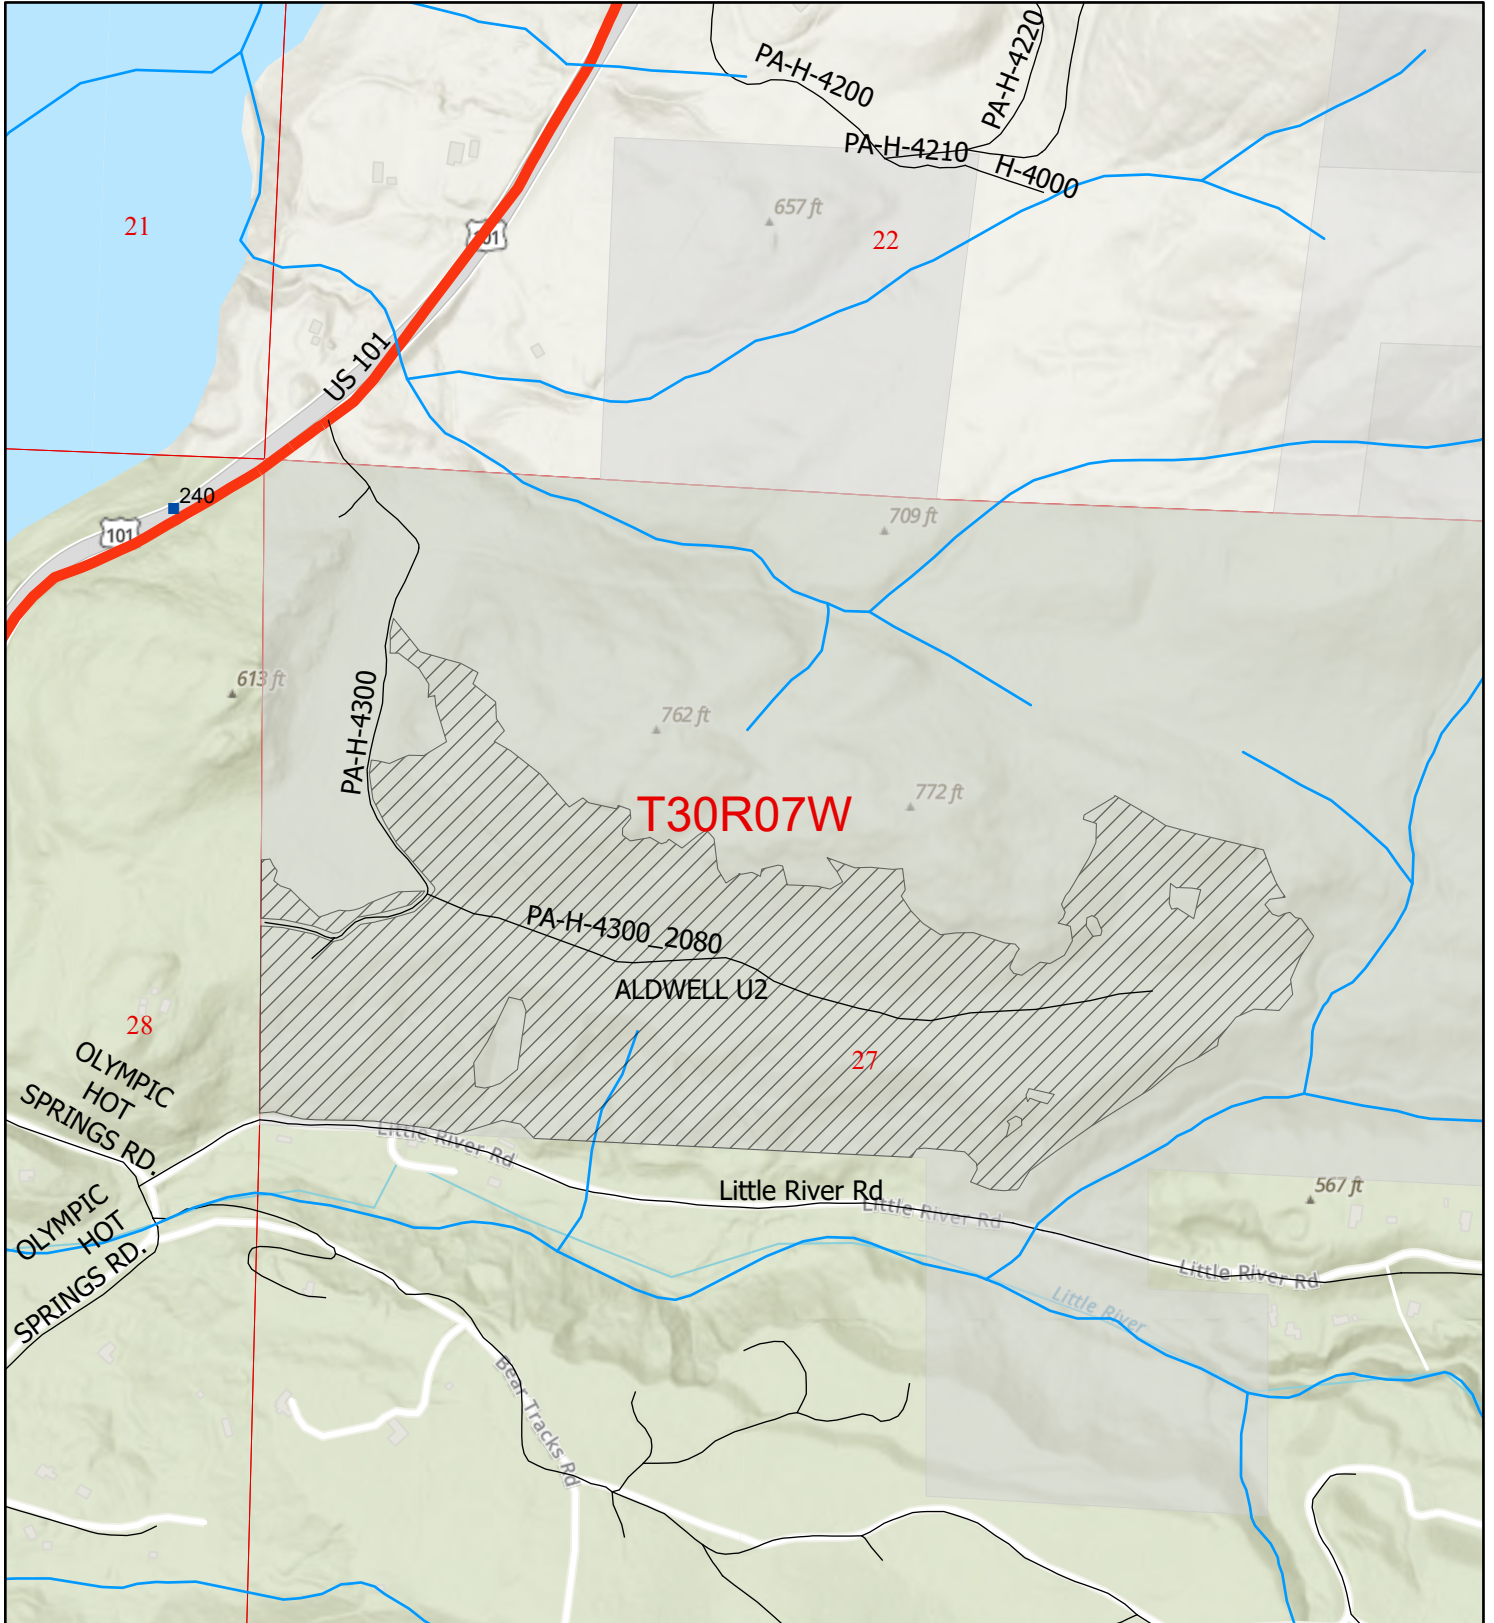 PA-H-4200
PA-H-4220
PA-H-4210
H-4000
657 ft
21
22
101
US 101
240
101
709 ft
613 ft
PA-H-4300
762 ft
772 ft
T30R07W
PA-H-4300_2080
ALDWELL U2
28
27
OLYMPIC
HOT
SPRINGS RD.
Little River Rd
Little River Rd
Little River Rd
567 ft
OLYMPIC
HOT
SPRINGS RD.
Little River Rd
Little River
Bear Tracks Rd